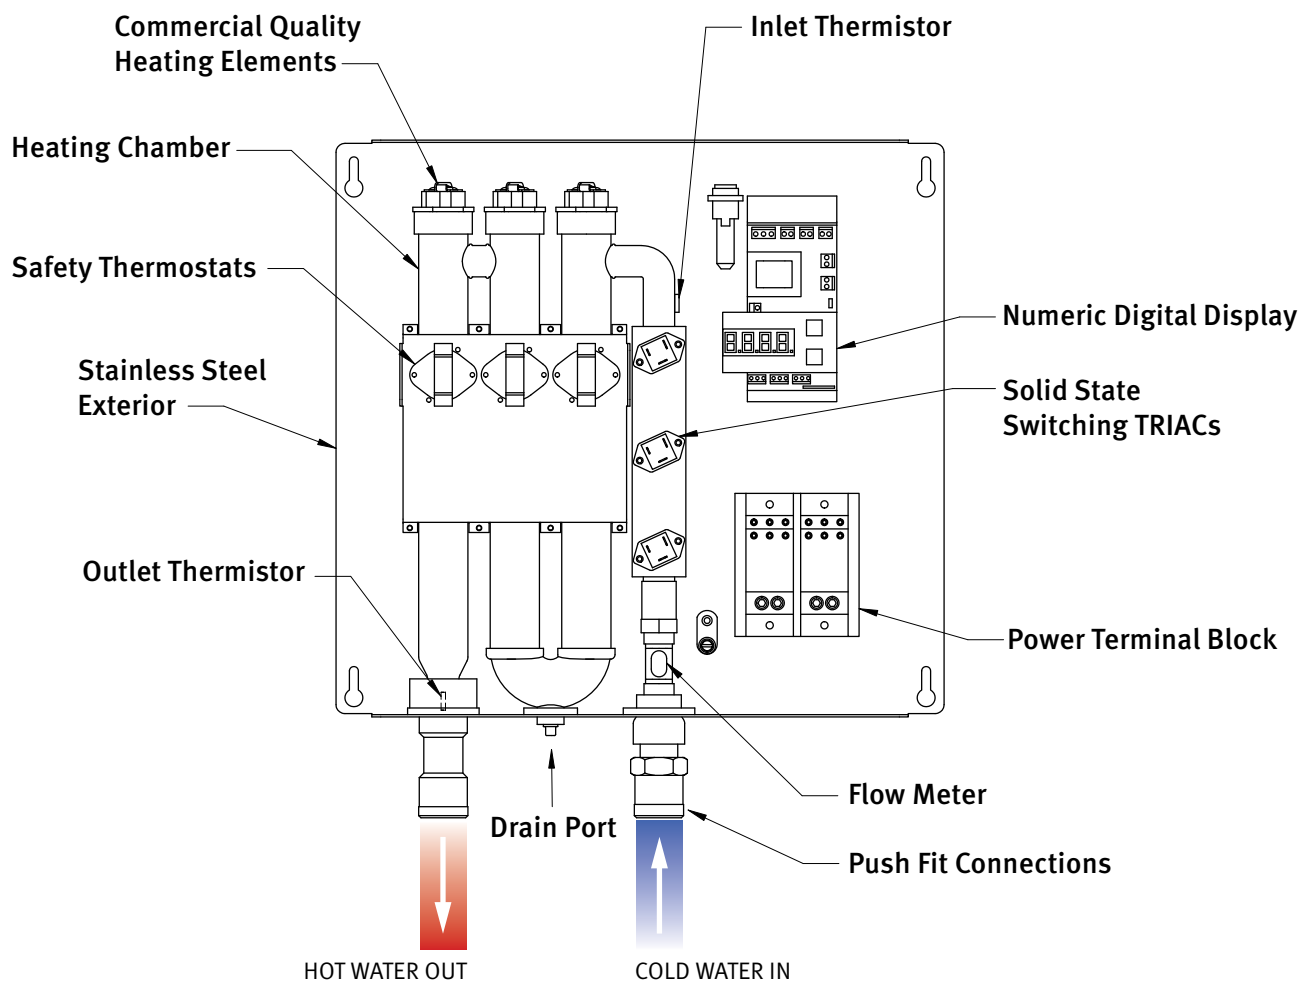 Commercial Quality
Heating Elements
Inlet Thermistor
Heating Chamber
Safety Thermostats
Numeric Digital Display
Stainless Steel
Exterior
Solid State
Switching TRIACs
Outlet Thermistor
Power Terminal Block
Flow Meter
Drain Port
Push Fit Connections
HOT WATER OUT
COLD WATER IN